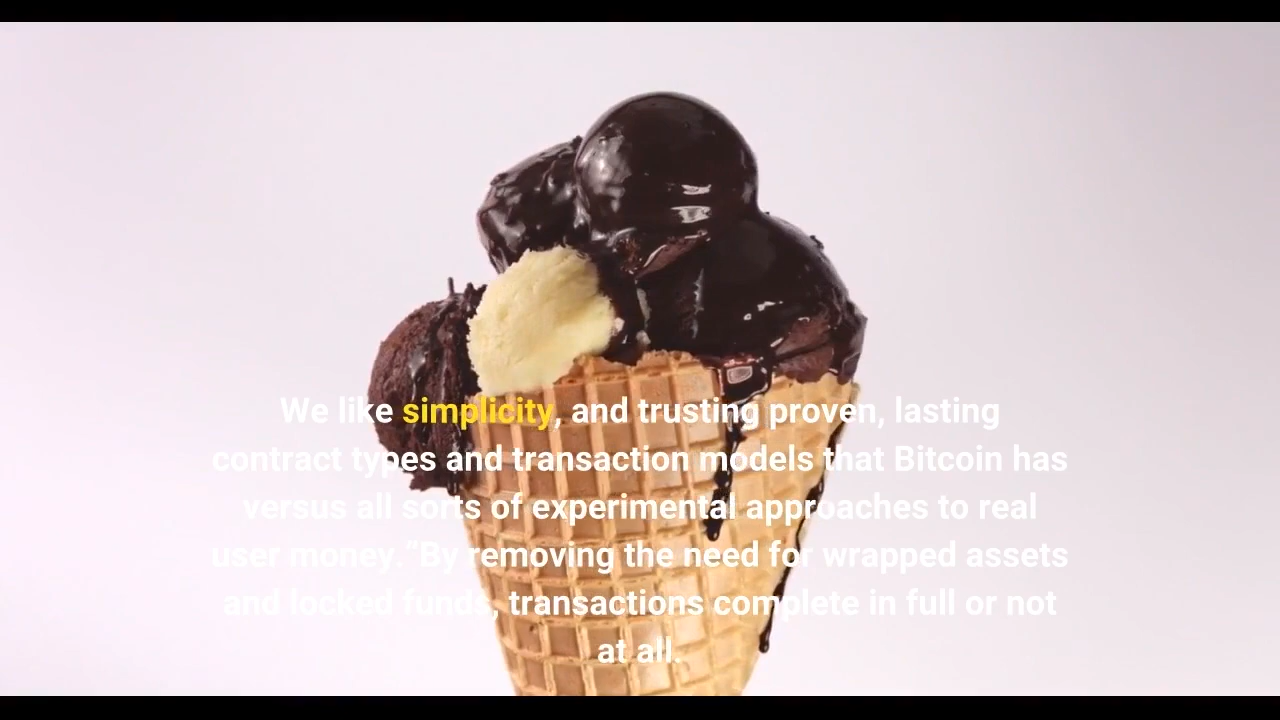 We like simplicity, and trusting proven, lasting
contract types and transaction models that Bitcoin has
versus all sorts of experimental approaches to real
user money.“By removing the need for wrapped assets
and locked funds, transactions complete in full or not
at all.